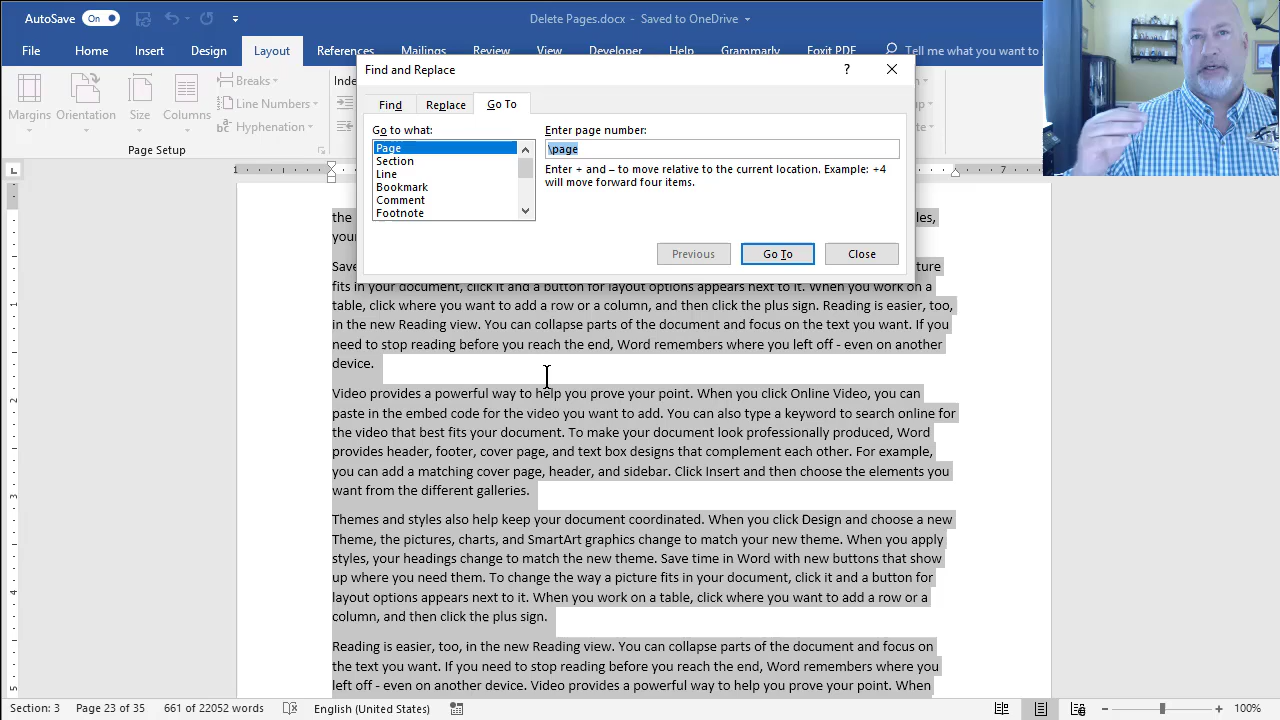 AutoSave On Delete Pages.docx - Saved to OneDrive
File Home Insert Design Layout References Mailings Review View Developer Help Grammarly Foxit PDF Tell me what you want to
Find and Replace ?
Margins Orientation Size Columns
Breaks
Line Numbers
Hyphenation
Page Setup
Inde
Find Replace Go To
Go to what:
Page
Section
Line
Bookmark
Comment
Footnote
Enter page number:
\page
Enter + and – to move relative to the current location. Example: +4
will move forward four items.
Previous Go To Close
L 1 7
1
2
3
4
5
the les,
your
Save ture
fits in your document, click it and a button for layout options appears next to it. When you work on a
table, click where you want to add a row or a column, and then click the plus sign. Reading is easier, too,
in the new Reading view. You can collapse parts of the document and focus on the text you want. If you
need to stop reading before you reach the end, Word remembers where you left off - even on another
device.
Video provides a powerful way to help you prove your point. When you click Online Video, you can
paste in the embed code for the video you want to add. You can also type a keyword to search online for
the video that best fits your document. To make your document look professionally produced, Word
provides header, footer, cover page, and text box designs that complement each other. For example,
you can add a matching cover page, header, and sidebar. Click Insert and then choose the elements you
want from the different galleries.
Themes and styles also help keep your document coordinated. When you click Design and choose a new
Theme, the pictures, charts, and SmartArt graphics change to match your new theme. When you apply
styles, your headings change to match the new theme. Save time in Word with new buttons that show
up where you need them. To change the way a picture fits in your document, click it and a button for
layout options appears next to it. When you work on a table, click where you want to add a row or a
column, and then click the plus sign.
Reading is easier, too, in the new Reading view. You can collapse parts of the document and focus on
the text you want. If you need to stop reading before you reach the end, Word remembers where you
left off - even on another device. Video provides a powerful way to help you prove your point. When
Section: 3 Page 23 of 35 661 of 22052 words English (United States) 100%